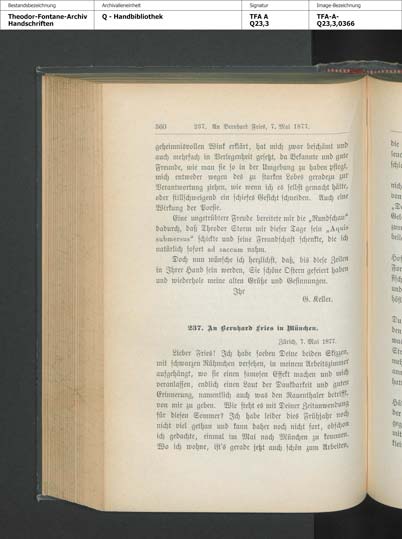 Bestandsbezeichnung
Archivalieneinheit
Signatur
Image-Bezeichnung
Theodor-Fontane-Archiv
Handschriften
Q - Handbibliothek
TFA A
Q23,3
TFA-A-
Q23,3,0366
360 237. An Bernhard Fries, 7. Mai 1877.
geheimnisvollen Wink erklärt, hat mich zwar beschämt und
auch mehrfach in Verlegenheit gesetzt, da Bekannte und gute
Freunde, wie man sie so in der Umgebung zu haben pflegt,
mich entweder wegen des zu starken Lobes geradezu zur
Verantwortung ziehen, wie wenn ich es selbst gemacht hätte,
oder stillschweigend ein schiefes Gesicht schneiden. Auch eine
Wirkung der Poesie.
Eine ungetrübtere Freude bereitete mir die „Rundschau"
dadurch, daß Theodor Storm mir dieser Tage sein „Aquis
submersus" schickte und seine Freundschaft schenkte, die ich
natürlich sofort ad saccum nahm.
Doch nun wünsche ich herzlichst, daß, bis diese Zeilen
in Ihrer Hand sein werden, Sie schöne Ostern gefeiert haben
und wiederhole meine alten Grüße und Gesinnungen.
Ihr
G. Keller.
237. An Bernhard Fries in München.
Zürich, 7. Mai 1877.
Lieber Fries! Ich habe soeben Deine beiden Skizzen,
mit schwarzen Rähmchen versehen, in meinem Arbeitszimmer
aufgehängt, wo sie einen famosen Effekt machen und mich
veranlassen, endlich einen Laut der Dankbarkeit und guten
Erinnerung, namentlich auch was den Rauenthaler betrifft,
von mir zu geben. Wie steht es mit Deiner Zeitanwendung
für diesen Sommer? Ich habe leider dies Frühjahr noch
nicht viel gethan und kann daher noch nicht fort, obschon
ich gedachte, einmal im Mai nach München zu kommen.
Wo ich wohne, ist's gerade jetzt auch schön zum Arbeiten,